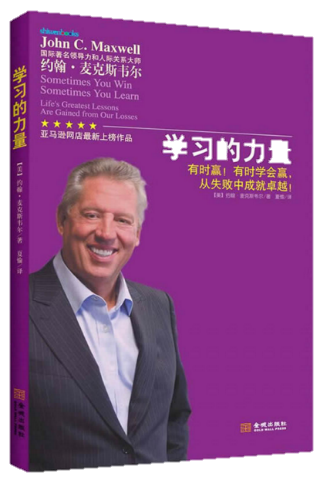 shiwenbooks
John C. Maxwell
国际著名领导力和人际关系大师
约翰·麦克斯韦尔
Sometimes You Win
Sometimes You Learn
Life's Greatest Lessons
Are Gained from Our Losses
★★★★★
亚马逊网店最新上榜作品
学习的力量
有时赢！有时学会赢，
从失败中成就卓越！
【美】约翰·麦克斯韦尔/著 夏愉/译
金城出版社
GOLD WALL PRESS
学习的力量
【美】约翰·麦克斯韦尔/著 夏愉/译
金城出版社